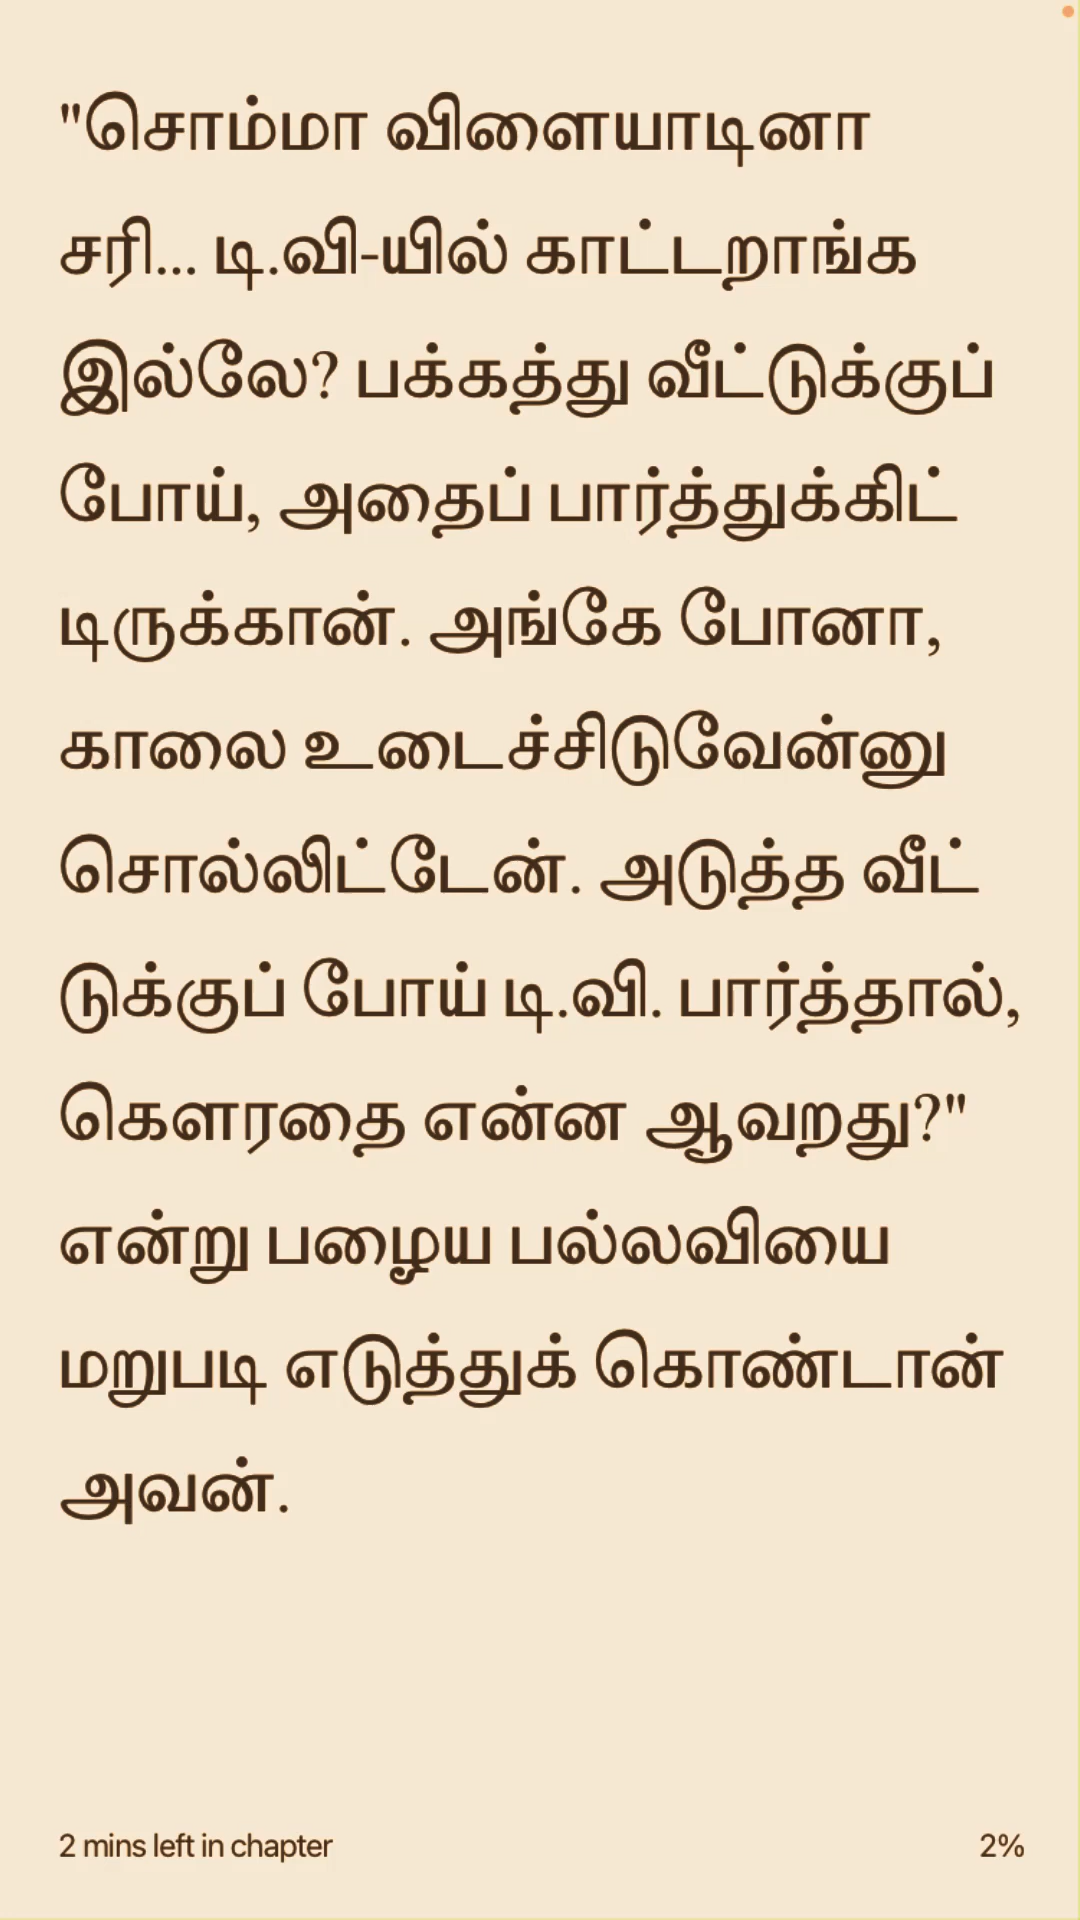 "சொம்மா விளையாடினா
சரி... டி.வி-யில் காட்டறாங்க
இல்லே? பக்கத்து வீட்டுக்குப்
போய், அதைப் பார்த்துக்கிட்
டிருக்கான். அங்கே போனா,
காலை உடைச்சிடுவேன்னு
சொல்லிட்டேன். அடுத்த வீட்
டுக்குப் போய் டி.வி. பார்த்தால்,
கௌரதை என்ன ஆவறது?"
என்று பழைய பல்லவியை
மறுபடி எடுத்துக் கொண்டான்
அவன்.
2 mins left in chapter 2%